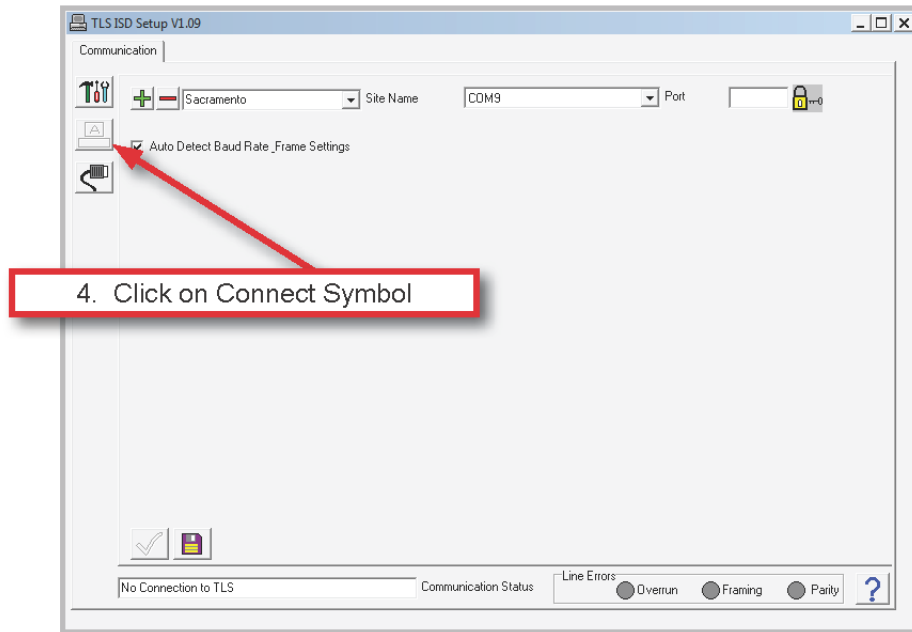 TLS ISD Setup V1.09
Communication
Sacramento
Site Name
COM9
Port
A
Auto Detect Baud Rate_Frame Settings
4. Click on Connect Symbol
No Connection to TLS
Communication Status
Line Errors
Overrun
Framing
Parity
?